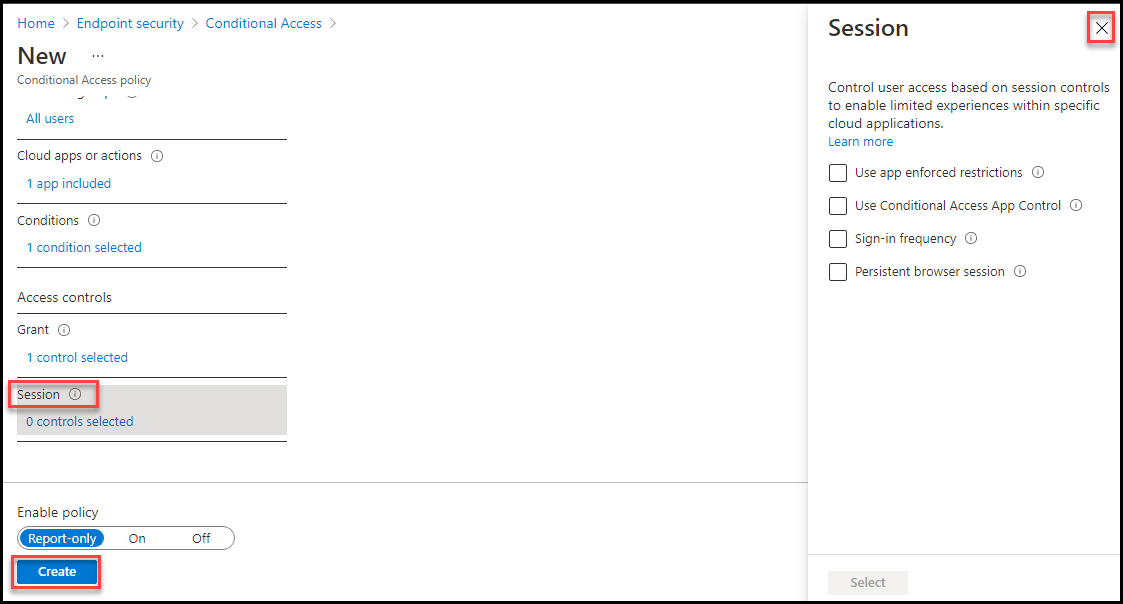 Home > Endpoint security > Conditional Access >
New ...
Conditional Access policy
All users
Cloud apps or actions
1 app included
Conditions
1 condition selected
Access controls
Grant
1 control selected
Session
0 controls selected
Enable policy
Report-only On Off
Create
Session
Control user access based on session controls
to enable limited experiences within specific
cloud applications.
Learn more
Use app enforced restrictions
Use Conditional Access App Control
Sign-in frequency
Persistent browser session
Select